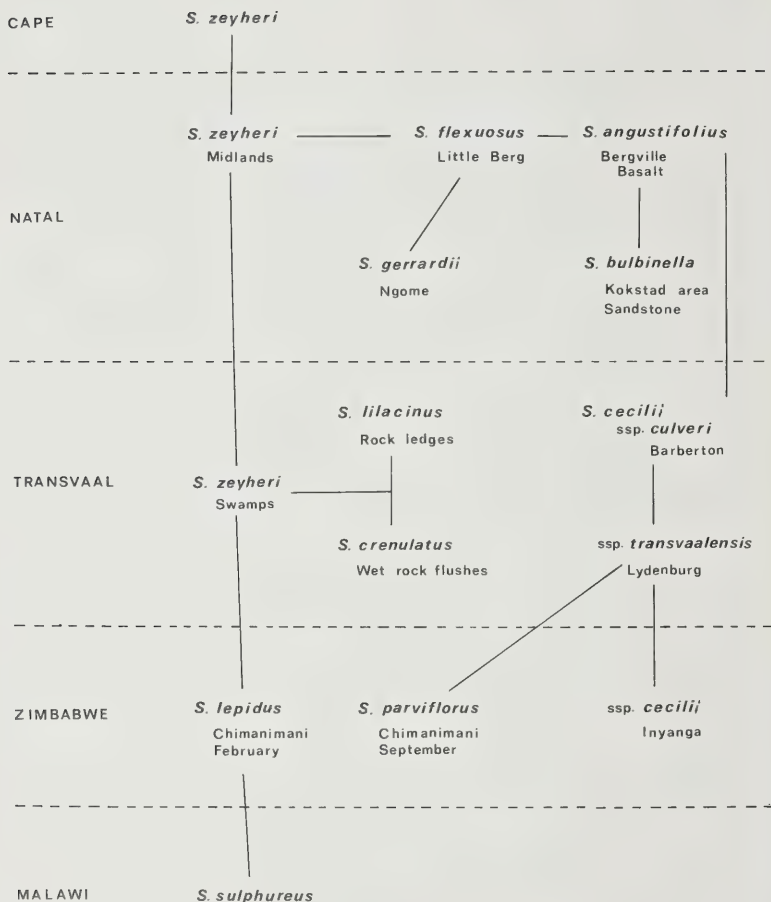 CAPE
S. zeyheri
S. zeyheri
Midlands
S. flexuosus
Little Berg
S. angustifolius
Bergville
Basalt
NATAL
S. gerrardii
Ngome
S. bulbinella
Kokstad area
Sandstone
S. lilacinus
Rock ledges
S. cecilii
ssp. culveri
Barberton
TRANSVAAL
S. zeyheri
Swamps
S. crenulatus
Wet rock flushes
ssp. transvaalensis
Lydenburg
ZIMBABWE
S. lepidus
Chimanimani
February
S. parviflorus
Chimanimani
September
ssp. cecilii
Inyanga
MALAWI
S. sulphureus